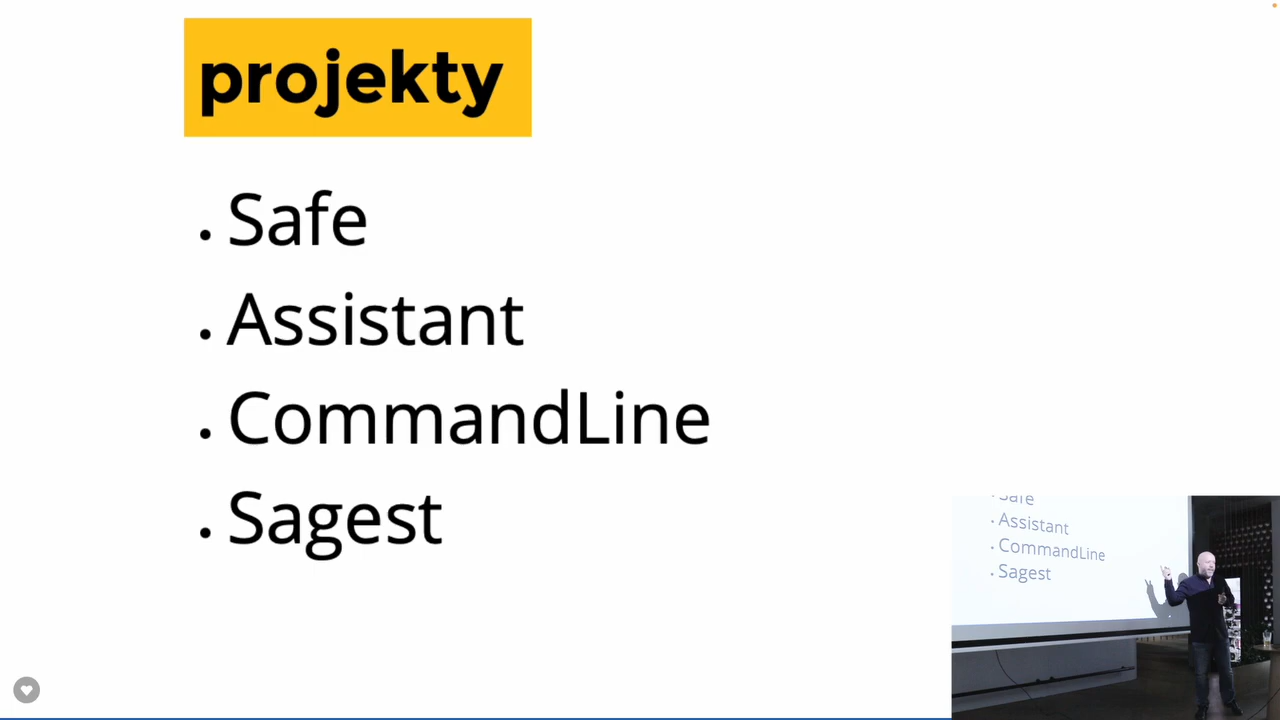 projekty
• Safe
• Assistant
• CommandLine
• Sagest
Safe
• Assistant
• CommandLine
• Sagest